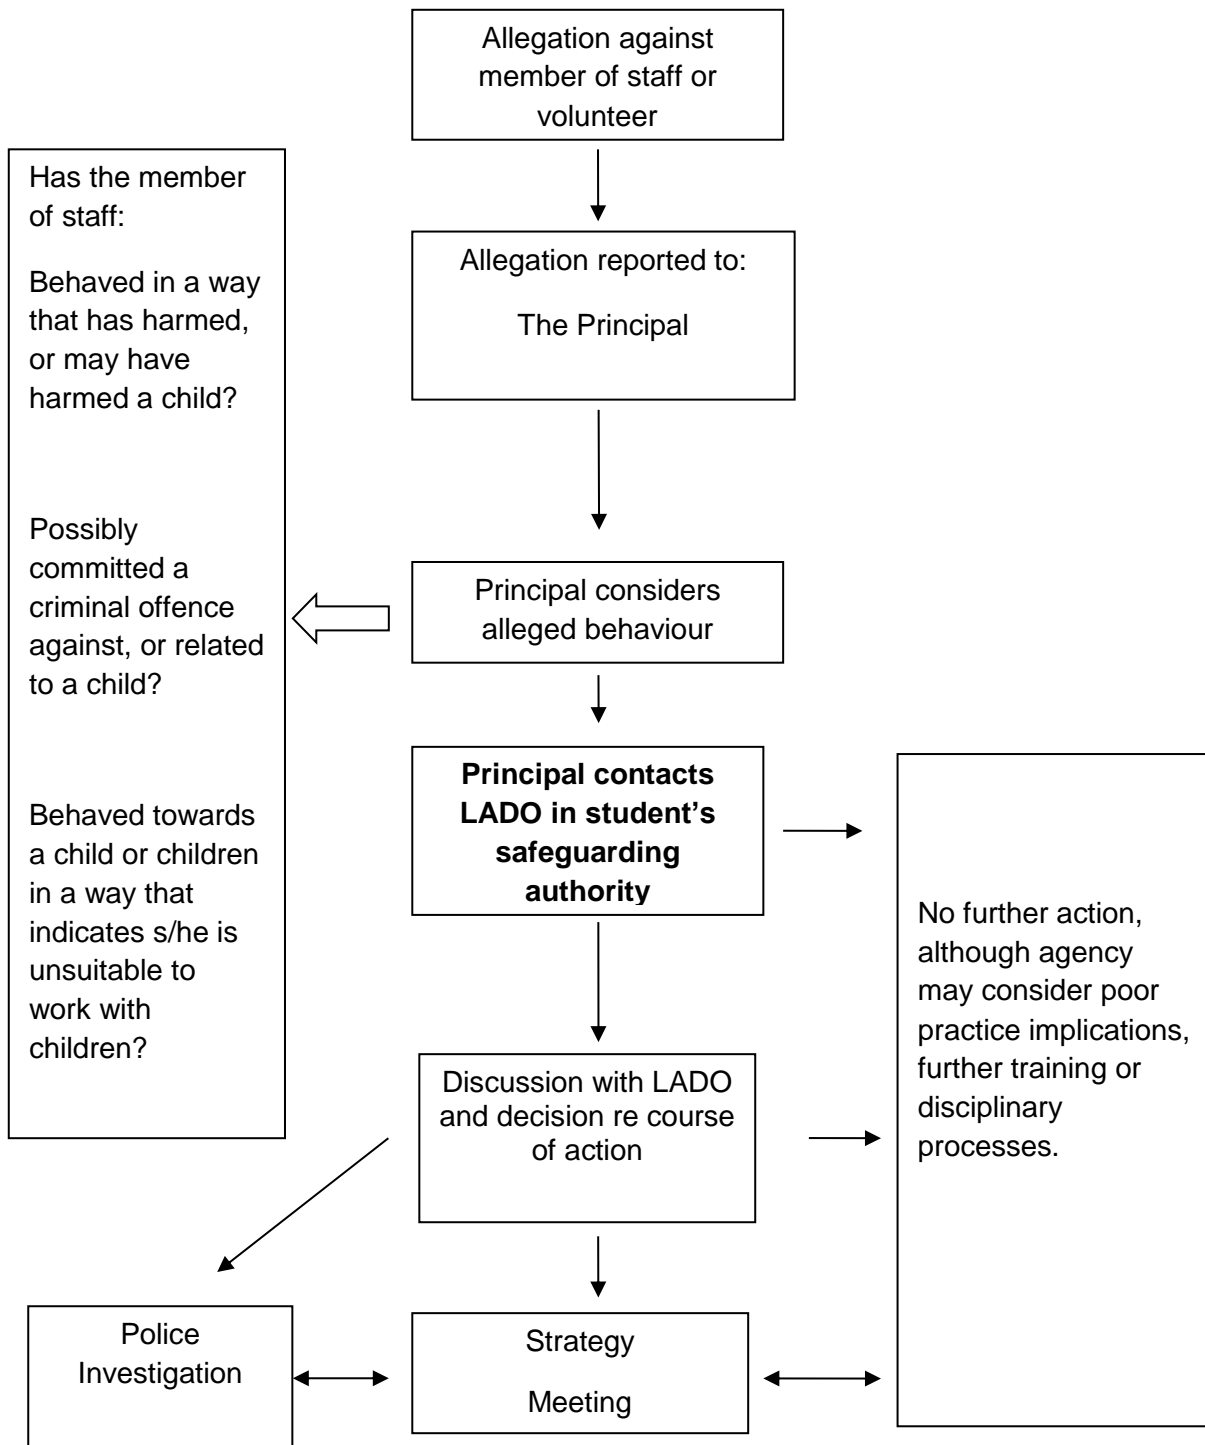 Allegation against
member of staff or
volunteer
Has the member
of staff:
Behaved in a way
that has harmed,
or may have
harmed a child?
Possibly
committed a
criminal offence
against, or related
to a child?
Behaved towards
a child or children
in a way that
indicates s/he is
unsuitable to
work with
children?
Allegation reported to:
The Principal
Principal considers
alleged behaviour
Principal contacts
LADO in student’s
safeguarding
authority
No further action,
although agency
may consider poor
practice implications,
further training or
disciplinary
processes.
Discussion with LADO
and decision re course
of action
Police
Investigation
Strategy
Meeting